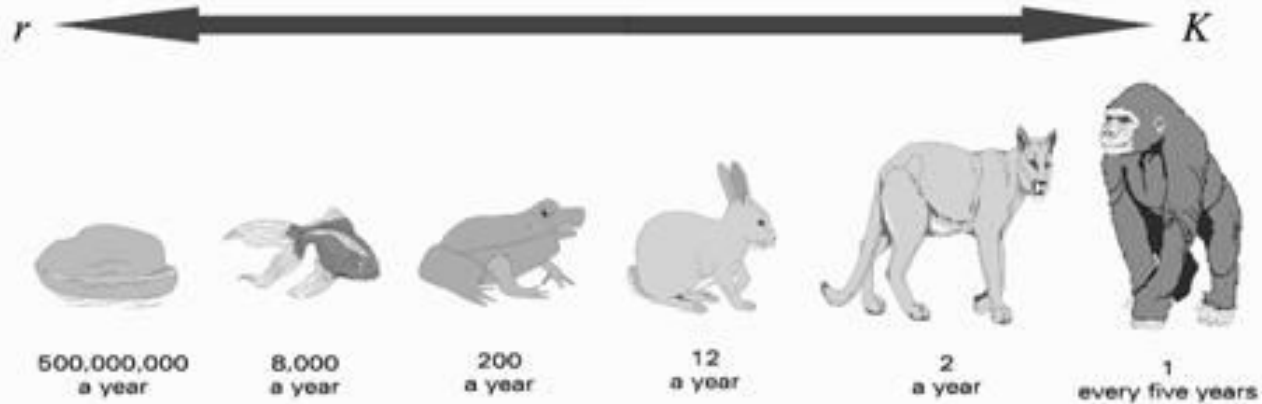 r
K
500,000,000
a year
8,000
a year
200
a year
12
a year
2
a year
1
every five years